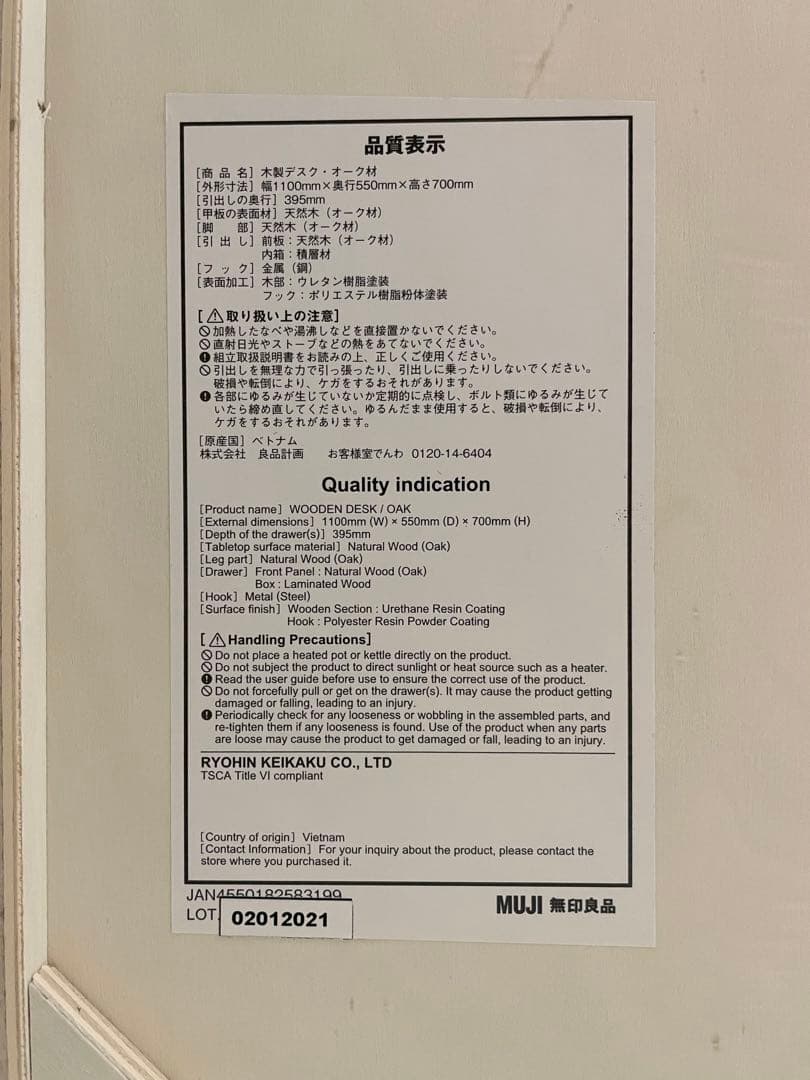 品質表示
[商 品 名] 木製デスク・オーク材
[外形寸法] 幅1100mm×奥行550mm×高さ700mm
[引出しの奥行] 395mm
[甲板の表面材] 天然木（オーク材）
[脚　　部] 天然木（オーク材）
[引 出 し] 前板：天然木（オーク材）
内箱：積層材
[フ ッ ク] 金属（鋼）
[表面加工] 木部：ウレタン樹脂塗装
フック：ポリエステル樹脂粉体塗装
[⚠取り扱い上の注意]
加熱したなべや湯沸しなどを直接置かないでください。
直射日光やストーブなどの熱をあてないでください。
組立取扱説明書をお読みの上、正しくご使用ください。
引出しを無理な力で引っ張ったり、引出しに乗ったりしないでください。
破損や転倒により、ケガをするおそれがあります。
各部にゆるみが生じていないか定期的に点検し、ボルト類にゆるみが生じて
いたら締め直してください。ゆるんだまま使用すると、破損や転倒により、
ケガをするおそれがあります。
[原産国] ベトナム
株式会社　良品計画　　お客様室でんわ 0120-14-6404
Quality indication
[Product name] WOODEN DESK / OAK
[External dimensions] 1100mm (W) × 550mm (D) × 700mm (H)
[Depth of the drawer(s)] 395mm
[Tabletop surface material] Natural Wood (Oak)
[Leg part] Natural Wood (Oak)
[Drawer] Front Panel : Natural Wood (Oak)
Box : Laminated Wood
[Hook] Metal (Steel)
[Surface finish] Wooden Section : Urethane Resin Coating
Hook : Polyester Resin Powder Coating
[⚠Handling Precautions]
Do not place a heated pot or kettle directly on the product.
Do not subject the product to direct sunlight or heat source such as a heater.
Read the user guide before use to ensure the correct use of the product.
Do not forcefully pull or get on the drawer(s). It may cause the product getting
damaged or falling, leading to an injury.
Periodically check for any looseness or wobbling in the assembled parts, and
re-tighten them if any looseness is found. Use of the product when any parts
are loose may cause the product to get damaged or fall, leading to an injury.
RYOHIN KEIKAKU CO., LTD
TSCA Title VI compliant
[Country of origin] Vietnam
[Contact Information] For your inquiry about the product, please contact the
store where you purchased it.
JAN4550182583199
LOT. 02012021
MUJI 無印良品